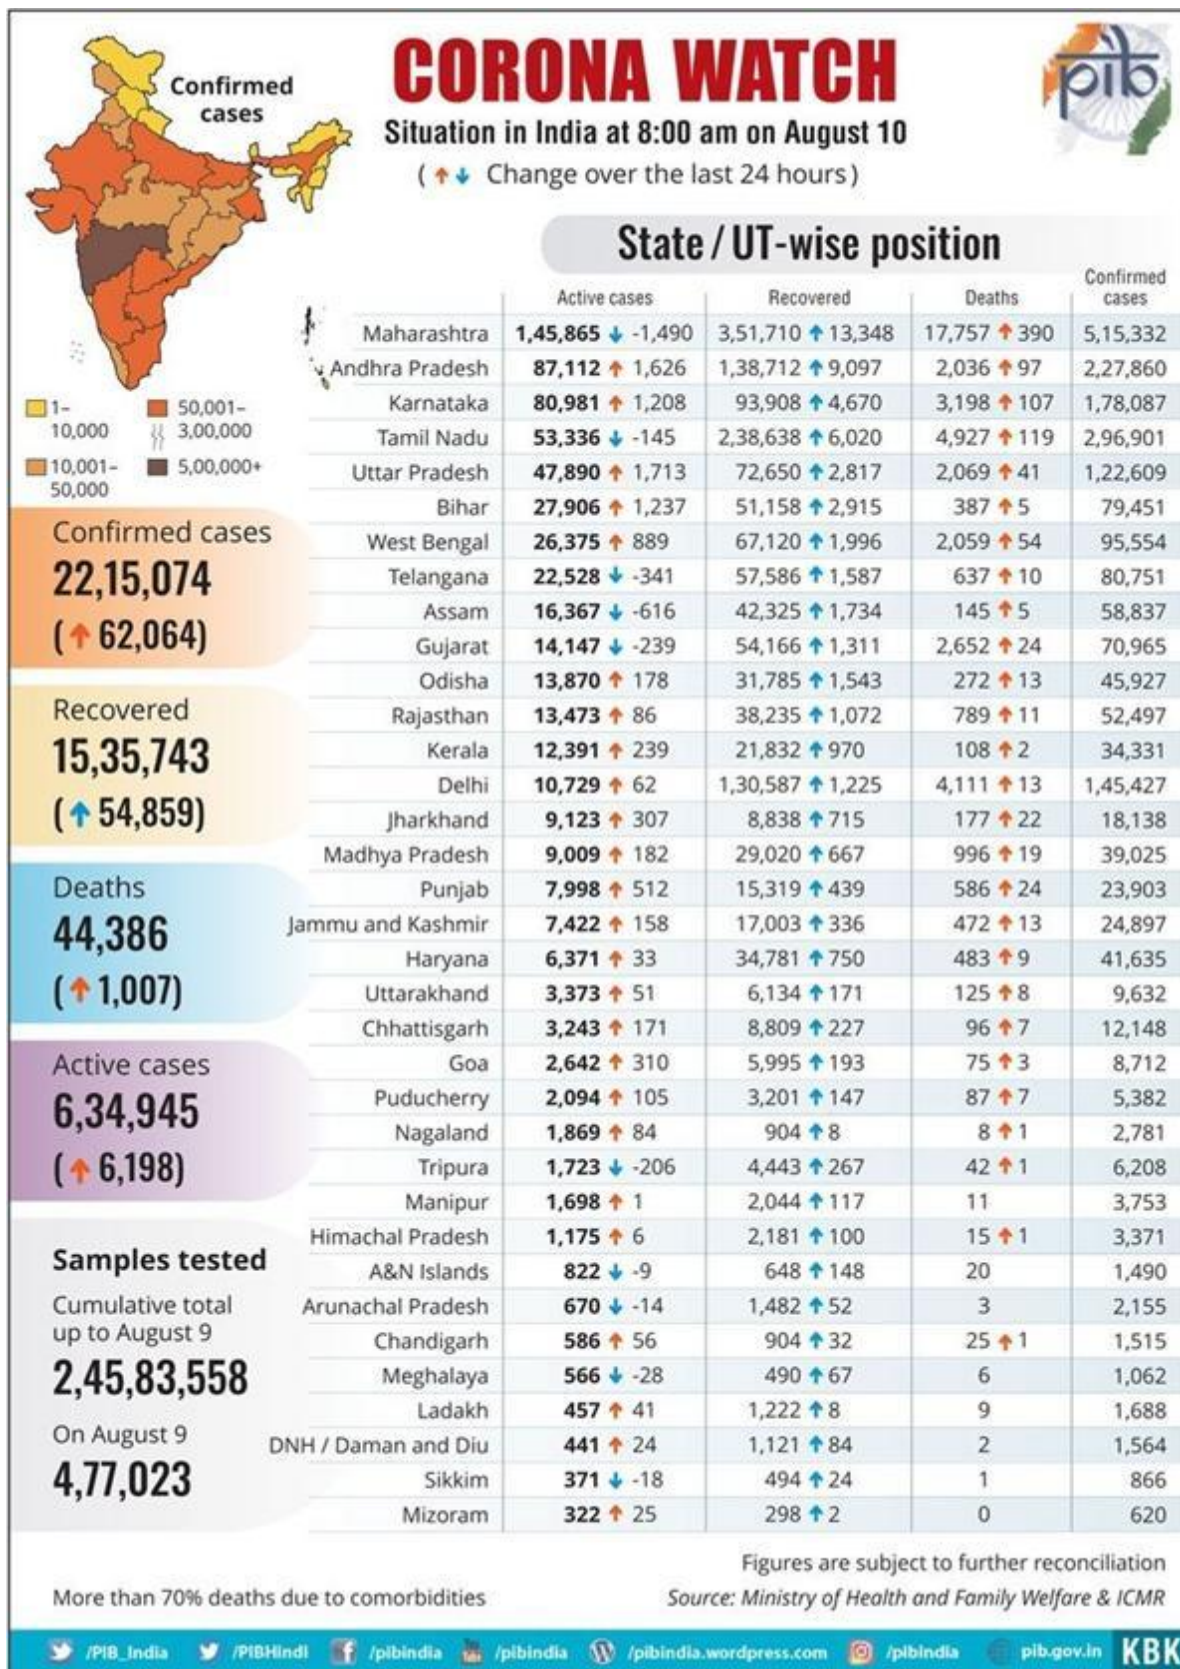 CORONA WATCH
Situation in India at 8:00 am on August 10
(↑↓ Change over the last 24 hours)
pib
Confirmed
cases
1–
10,000
50,001–
3,00,000
10,001–
50,000
5,00,000+
Confirmed cases
22,15,074
(↑ 62,064)
Recovered
15,35,743
(↑ 54,859)
Deaths
44,386
(↑ 1,007)
Active cases
6,34,945
(↑ 6,198)
Samples tested
Cumulative total
up to August 9
2,45,83,558
On August 9
4,77,023
State / UT-wise position
Active cases Recovered Deaths Confirmed cases
Maharashtra 1,45,865 ↓ -1,490 3,51,710 ↑ 13,348 17,757 ↑ 390 5,15,332
Andhra Pradesh 87,112 ↑ 1,626 1,38,712 ↑ 9,097 2,036 ↑ 97 2,27,860
Karnataka 80,981 ↑ 1,208 93,908 ↑ 4,670 3,198 ↑ 107 1,78,087
Tamil Nadu 53,336 ↓ -145 2,38,638 ↑ 6,020 4,927 ↑ 119 2,96,901
Uttar Pradesh 47,890 ↑ 1,713 72,650 ↑ 2,817 2,069 ↑ 41 1,22,609
Bihar 27,906 ↑ 1,237 51,158 ↑ 2,915 387 ↑ 5 79,451
West Bengal 26,375 ↑ 889 67,120 ↑ 1,996 2,059 ↑ 54 95,554
Telangana 22,528 ↓ -341 57,586 ↑ 1,587 637 ↑ 10 80,751
Assam 16,367 ↓ -616 42,325 ↑ 1,734 145 ↑ 5 58,837
Gujarat 14,147 ↓ -239 54,166 ↑ 1,311 2,652 ↑ 24 70,965
Odisha 13,870 ↑ 178 31,785 ↑ 1,543 272 ↑ 13 45,927
Rajasthan 13,473 ↑ 86 38,235 ↑ 1,072 789 ↑ 11 52,497
Kerala 12,391 ↑ 239 21,832 ↑ 970 108 ↑ 2 34,331
Delhi 10,729 ↑ 62 1,30,587 ↑ 1,225 4,111 ↑ 13 1,45,427
Jharkhand 9,123 ↑ 307 8,838 ↑ 715 177 ↑ 22 18,138
Madhya Pradesh 9,009 ↑ 182 29,020 ↑ 667 996 ↑ 19 39,025
Punjab 7,998 ↑ 512 15,319 ↑ 439 586 ↑ 24 23,903
Jammu and Kashmir 7,422 ↑ 158 17,003 ↑ 336 472 ↑ 13 24,897
Haryana 6,371 ↑ 33 34,781 ↑ 750 483 ↑ 9 41,635
Uttarakhand 3,373 ↑ 51 6,134 ↑ 171 125 ↑ 8 9,632
Chhattisgarh 3,243 ↑ 171 8,809 ↑ 227 96 ↑ 7 12,148
Goa 2,642 ↑ 310 5,995 ↑ 193 75 ↑ 3 8,712
Puducherry 2,094 ↑ 105 3,201 ↑ 147 87 ↑ 7 5,382
Nagaland 1,869 ↑ 84 904 ↑ 8 8 ↑ 1 2,781
Tripura 1,723 ↓ -206 4,443 ↑ 267 42 ↑ 1 6,208
Manipur 1,698 ↑ 1 2,044 ↑ 117 11 3,753
Himachal Pradesh 1,175 ↑ 6 2,181 ↑ 100 15 ↑ 1 3,371
A&N Islands 822 ↓ -9 648 ↑ 148 20 1,490
Arunachal Pradesh 670 ↓ -14 1,482 ↑ 52 3 2,155
Chandigarh 586 ↑ 56 904 ↑ 32 25 ↑ 1 1,515
Meghalaya 566 ↓ -28 490 ↑ 67 6 1,062
Ladakh 457 ↑ 41 1,222 ↑ 8 9 1,688
DNH / Daman and Diu 441 ↑ 24 1,121 ↑ 84 2 1,564
Sikkim 371 ↓ -18 494 ↑ 24 1 866
Mizoram 322 ↑ 25 298 ↑ 2 0 620
Figures are subject to further reconciliation
More than 70% deaths due to comorbidities
Source: Ministry of Health and Family Welfare & ICMR
/PIB_India /PIBHindi /pibindia /pibindia /pibindia.wordpress.com /pibindia pib.gov.in KBK